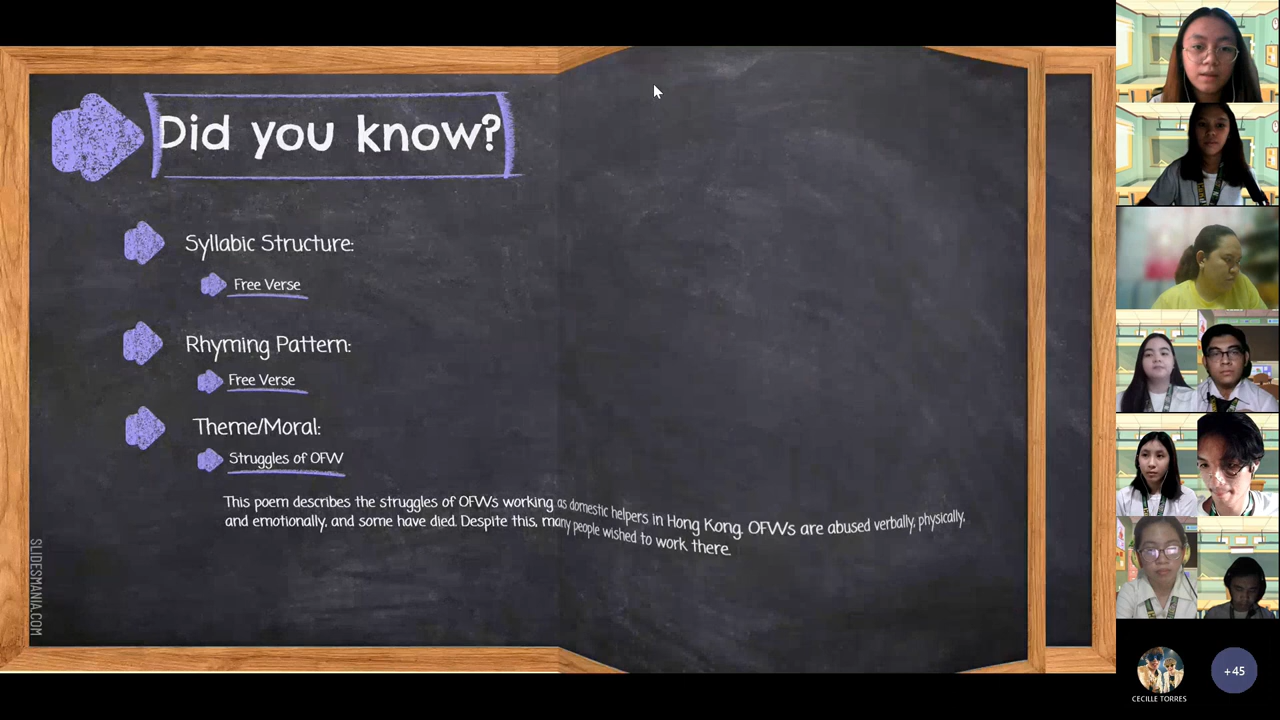 Did you know?
Syllabic Structure:
Free Verse
Rhyming Pattern:
Free Verse
Theme/Moral:
Struggles of OFW
This poem describes the struggles of OFWs working as domestic helpers in Hong Kong. OFWs are abused verbally, physically,
and emotionally, and some have died. Despite this, many people wished to work there.
SLIDESMANIA.COM
CECILLE TORRES
+45